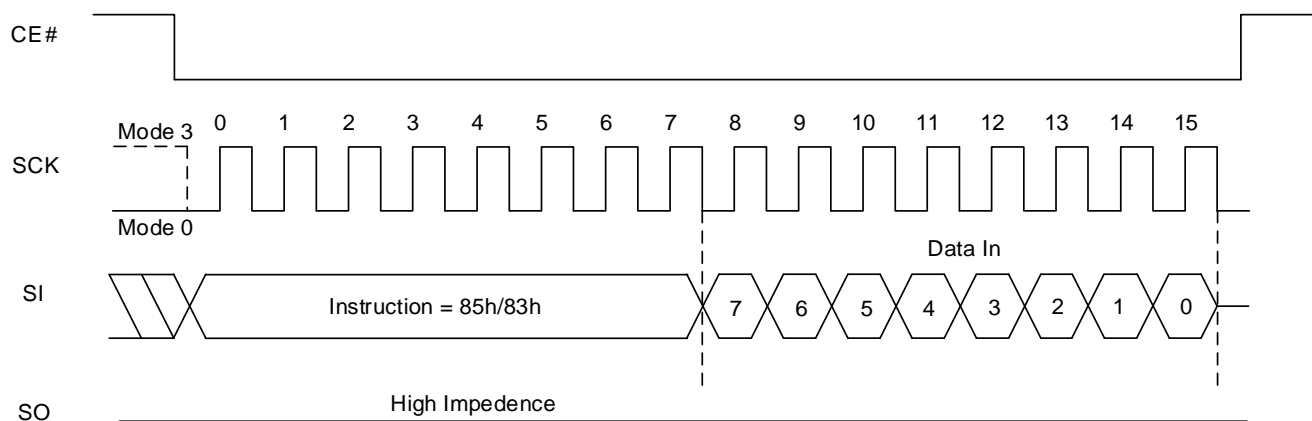 CE#
Mode 3 0 1 2 3 4 5 6 7 8 9 10 11 12 13 14 15
SCK
Mode 0
Data In
SI Instruction = 85h/83h 7 6 5 4 3 2 1 0
High Impedence
SO